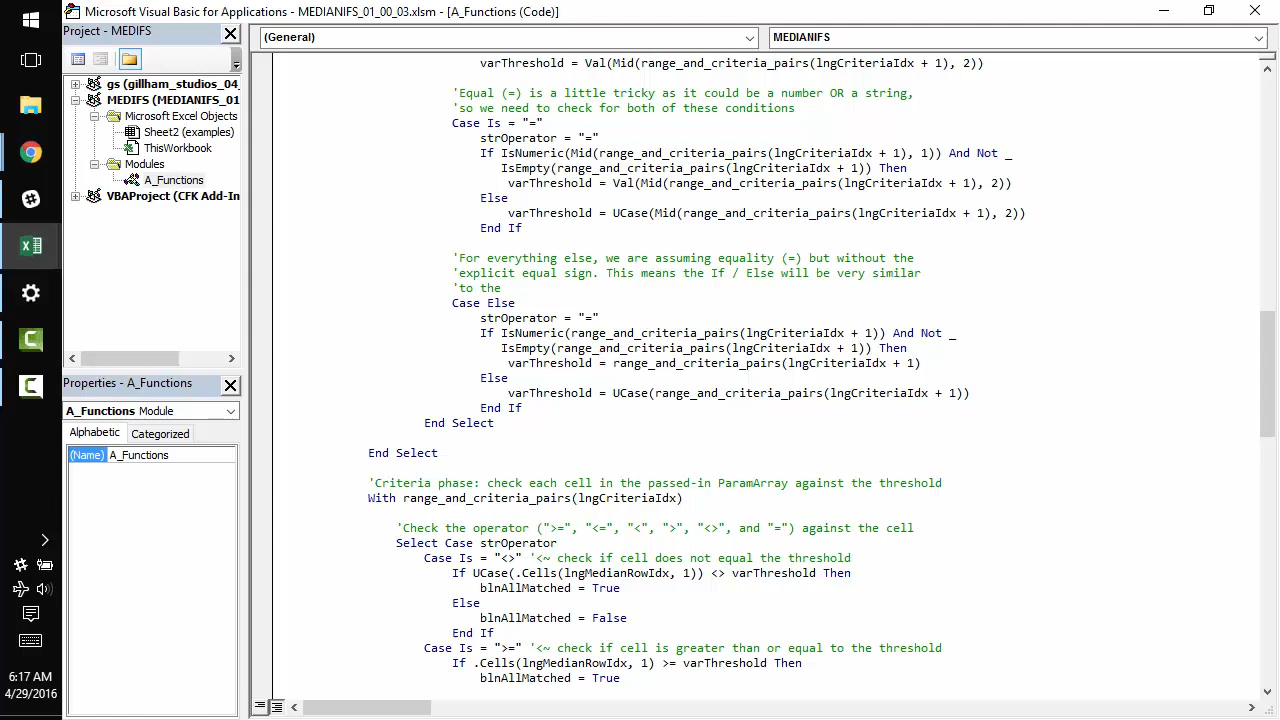 Microsoft Visual Basic for Applications - MEDIANIFS_01_00_03.xlsm - [A_Functions (Code)]
Project - MEDIFS
gs (gillham_studios_04_
MEDIFS (MEDIANIFS_01
Microsoft Excel Objects
Sheet2 (examples)
ThisWorkbook
Modules
A_Functions
VBAProject (CFK Add-In
Properties - A_Functions
A_Functions Module
Alphabetic Categorized
(Name) A_Functions
6:17 AM
4/29/2016
(General) MEDIANIFS
varThreshold = Val(Mid(range_and_criteria_pairs(lngCriteriaIdx + 1), 2))
'Equal (=) is a little tricky as it could be a number OR a string,
'so we need to check for both of these conditions
Case Is = "="
strOperator = "="
If IsNumeric(Mid(range_and_criteria_pairs(lngCriteriaIdx + 1), 1)) And Not _
IsEmpty(range_and_criteria_pairs(lngCriteriaIdx + 1)) Then
varThreshold = Val(Mid(range_and_criteria_pairs(lngCriteriaIdx + 1), 2))
Else
varThreshold = UCase(Mid(range_and_criteria_pairs(lngCriteriaIdx + 1), 2))
End If
'For everything else, we are assuming equality (=) but without the
'explicit equal sign. This means the If / Else will be very similar
'to the
Case Else
strOperator = "="
If IsNumeric(range_and_criteria_pairs(lngCriteriaIdx + 1)) And Not _
IsEmpty(range_and_criteria_pairs(lngCriteriaIdx + 1)) Then
varThreshold = range_and_criteria_pairs(lngCriteriaIdx + 1)
Else
varThreshold = UCase(range_and_criteria_pairs(lngCriteriaIdx + 1))
End If
End Select
End Select
'Criteria phase: check each cell in the passed-in ParamArray against the threshold
With range_and_criteria_pairs(lngCriteriaIdx)
'Check the operator (">=", "<=", "<", ">", "<>", and "=") against the cell
Select Case strOperator
Case Is = "<>" '<~ check if cell does not equal the threshold
If UCase(.Cells(lngMedianRowIdx, 1)) <> varThreshold Then
blnAllMatched = True
Else
blnAllMatched = False
End If
Case Is = ">=" '<~ check if cell is greater than or equal to the threshold
If .Cells(lngMedianRowIdx, 1) >= varThreshold Then
blnAllMatched = True